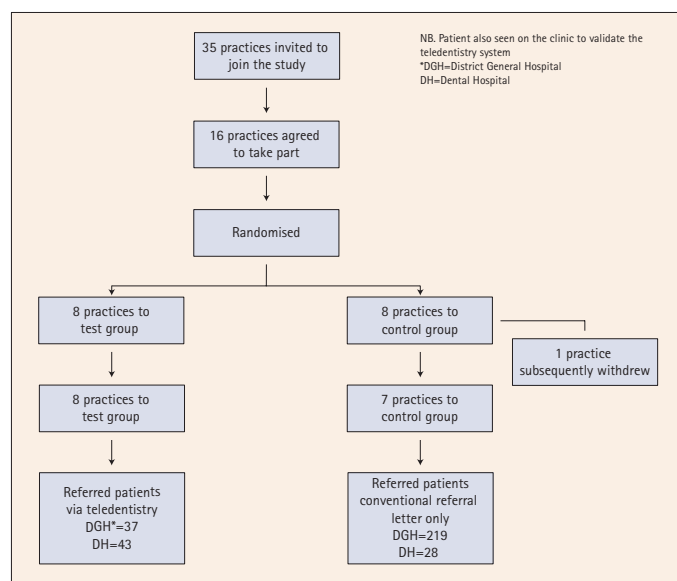 35 practices invited to
join the study
NB. Patient also seen on the clinic to validate the
teledentistry system
*DGH=District General Hospital
DH=Dental Hospital
16 practices agreed
to take part
Randomised
8 practices to
test group
8 practices to
control group
1 practice
subsequently withdrew
8 practices to
test group
7 practices to
control group
Referred patients
via teledentistry
DGH*=37
DH=43
Referred patients
conventional referral
letter only
DGH=219
DH=28